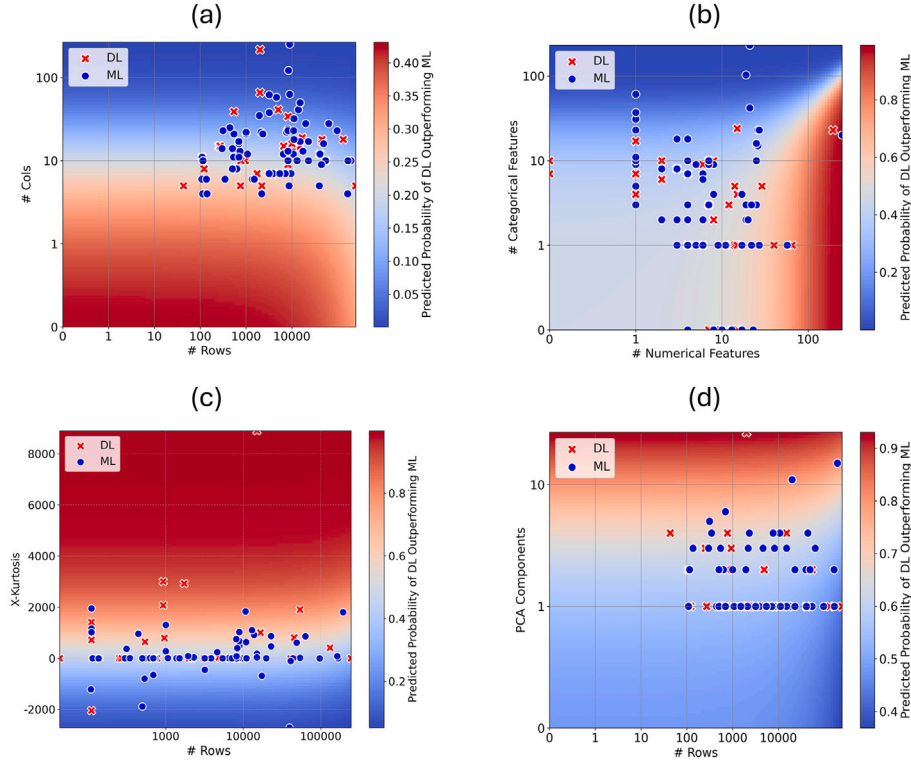 (a)
(b)
DL
ML
100
10
1
0
# Cols
0
1
10
100
1000
10000
# Rows
0.40
0.35
0.30
0.25
0.20
0.15
0.10
0.05
Predicted Probability of DL Outperforming ML
DL
ML
100
10
1
0
# Categorical Features
0
1
10
100
# Numerical Features
0.8
0.6
0.4
0.2
Predicted Probability of DL Outperforming ML
(c)
(d)
DL
ML
8000
6000
4000
2000
0
-2000
X-Kurtosis
1000
10000
100000
# Rows
0.8
0.6
0.4
0.2
Predicted Probability of DL Outperforming ML
DL
ML
10
1
0
PCA Components
0
1
10
100
1000
10000
# Rows
0.9
0.8
0.7
0.6
0.5
0.4
Predicted Probability of DL Outperforming ML